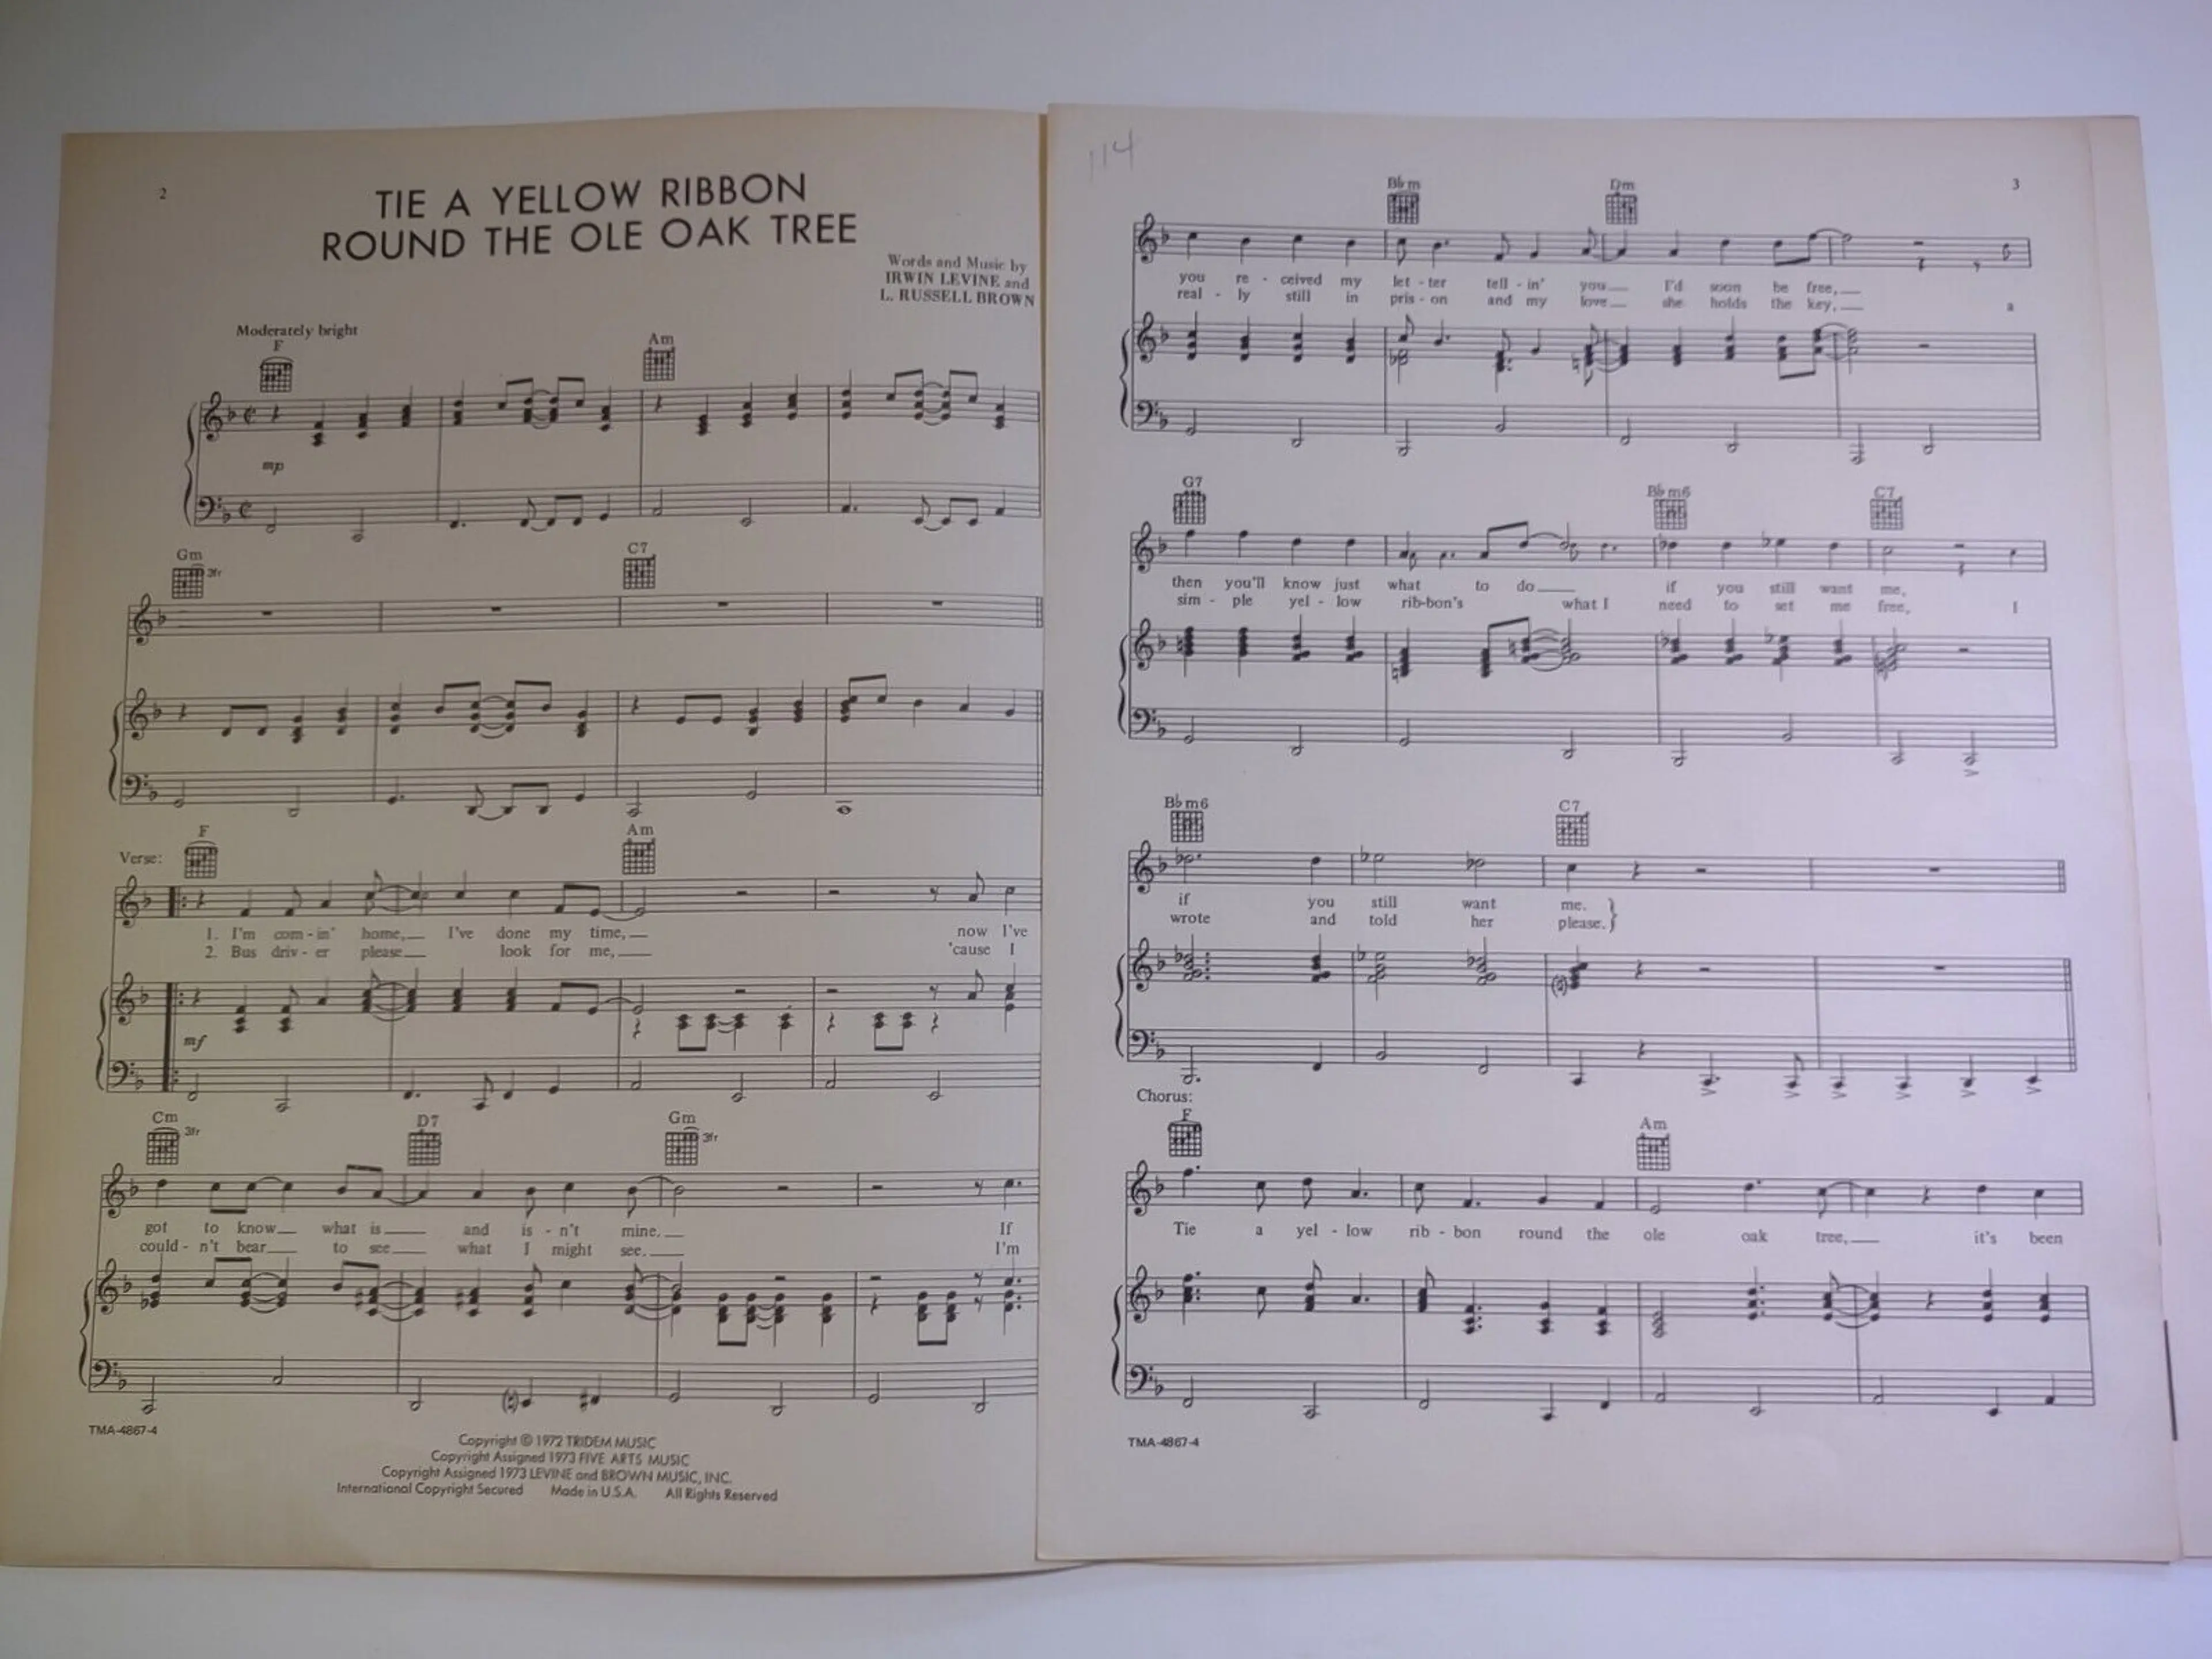 2
TIE A YELLOW RIBBON
ROUND THE OLE OAK TREE
Words and Music by
IRWIN LEVINE and
L. RUSSELL BROWN
Moderately bright
F Am
mp
Gm 3fr C7
Verse: F Am
1. I'm com - in' home, I've done my time, now I've
2. Bus driv - er please look for me, 'cause I
mf
Cm 3fr D7 Gm 3fr
got to know what is and is - n't mine. If
could - n't bear to see what I might see. I'm
TMA-4867-4
Copyright © 1972 TRIDEM MUSIC
Copyright Assigned 1973 FIVE ARTS MUSIC
Copyright Assigned 1973 LEVINE and BROWN MUSIC, INC.
International Copyright Secured Made in U.S.A. All Rights Reserved
114
3
B♭m Dm
you re - ceived my let - ter tell - in' you I'd soon be free,
real - ly still in pris - on and my love she holds the key, a
G7 B♭m6 C7
then you'll know just what to do if you still want me,
sim - ple yel - low rib-bon's what I need to set me free, I
B♭m6 C7
if you still want me.
wrote and told her please.
Chorus:
F Am
Tie a yel - low rib - bon round the ole oak tree, it's been
TMA-4867-4